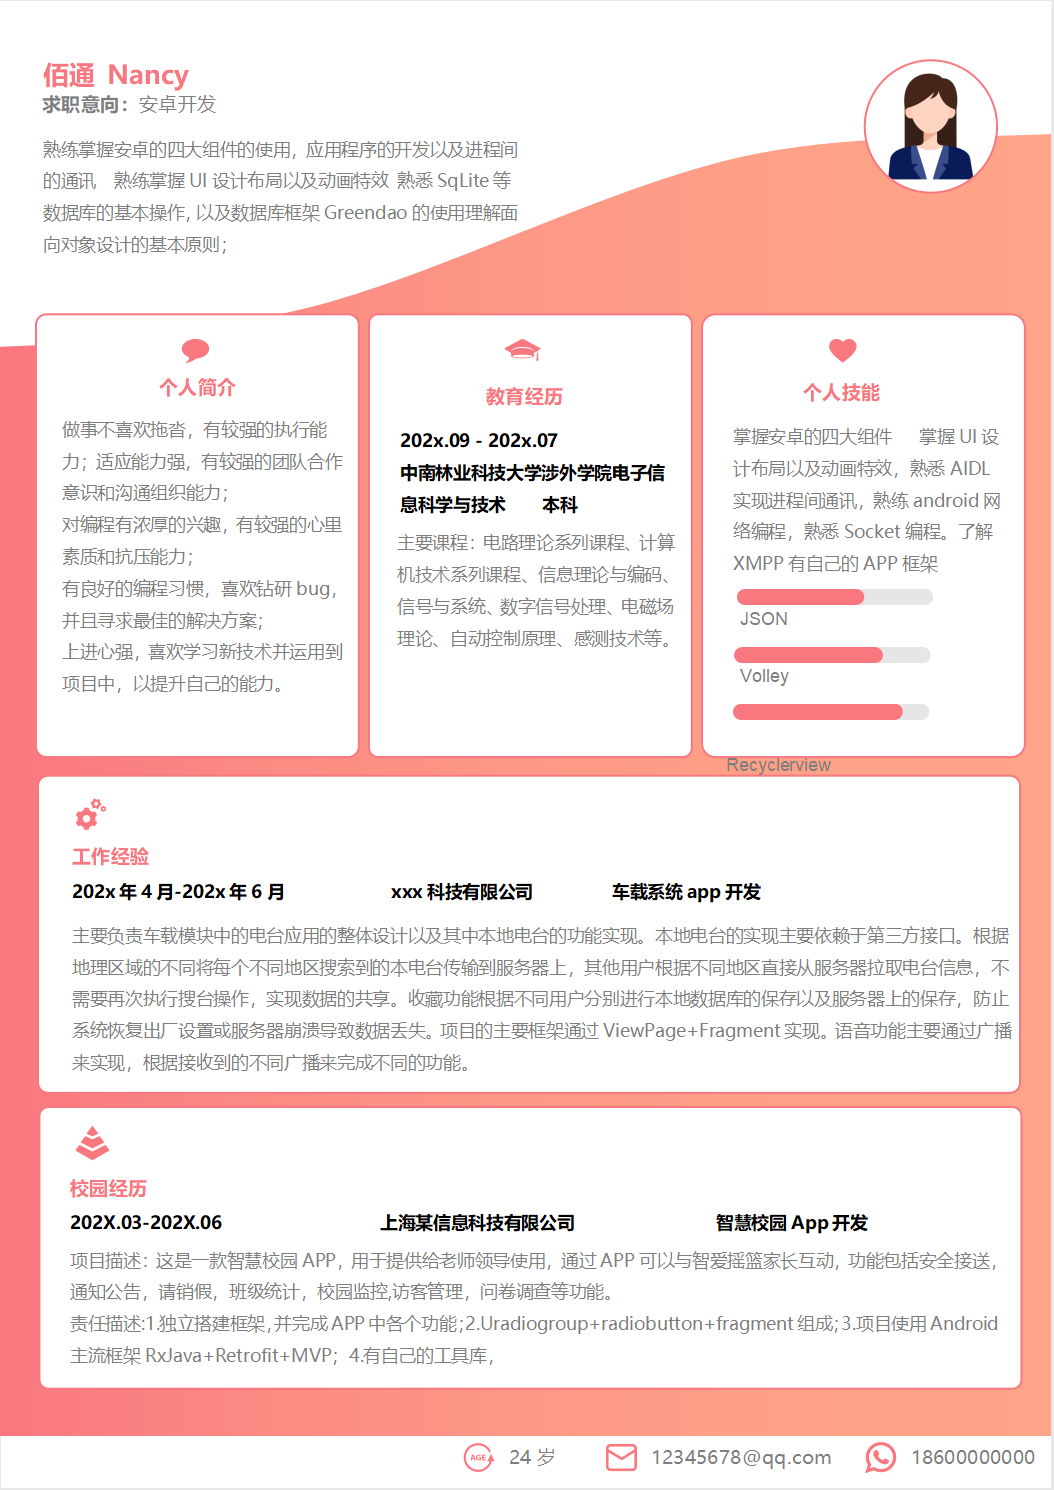 佰通 Nancy
求职意向：安卓开发
熟练掌握安卓的四大组件的使用，应用程序的开发以及进程间
的通讯 熟练掌握 UI 设计布局以及动画特效 熟悉 SqLite 等
数据库的基本操作, 以及数据库框架 Greendao 的使用理解面
向对象设计的基本原则；
个人简介
做事不喜欢拖沓，有较强的执行能
力；适应能力强，有较强的团队合作
意识和沟通组织能力；
对编程有浓厚的兴趣，有较强的心里
素质和抗压能力；
有良好的编程习惯，喜欢钻研 bug，
并且寻求最佳的解决方案；
上进心强，喜欢学习新技术并运用到
项目中，以提升自己的能力。
教育经历
202x.09 - 202x.07
中南林业科技大学涉外学院电子信
息科学与技术 本科
主要课程：电路理论系列课程、计算
机技术系列课程、信息理论与编码、
信号与系统、数字信号处理、电磁场
理论、自动控制原理、感测技术等。
个人技能
掌握安卓的四大组件 掌握 UI 设
计布局以及动画特效，熟悉 AIDL
实现进程间通讯，熟练 android 网
络编程，熟悉 Socket 编程。了解
XMPP 有自己的 APP 框架
JSON
Volley
Recyclerview
工作经验
202x 年 4 月-202x 年 6 月 xxx 科技有限公司 车载系统 app 开发
主要负责车载模块中的电台应用的整体设计以及其中本地电台的功能实现。本地电台的实现主要依赖于第三方接口。根据
地理区域的不同将每个不同地区搜索到的本电台传输到服务器上，其他用户根据不同地区直接从服务器拉取电台信息，不
需要再次执行搜台操作，实现数据的共享。收藏功能根据不同用户分别进行本地数据库的保存以及服务器上的保存，防止
系统恢复出厂设置或服务器崩溃导致数据丢失。项目的主要框架通过 ViewPage+Fragment 实现。语音功能主要通过广播
来实现，根据接收到的不同广播来完成不同的功能。
校园经历
202X.03-202X.06 上海某信息科技有限公司 智慧校园 App 开发
项目描述：这是一款智慧校园 APP，用于提供给老师领导使用，通过 APP 可以与智爱摇篮家长互动，功能包括安全接送，
通知公告，请销假，班级统计，校园监控,访客管理，问卷调查等功能。
责任描述:1.独立搭建框架,并完成 APP 中各个功能;2.Uradiogroup+radiobutton+fragment 组成;3.项目使用 Android
主流框架 RxJava+Retrofit+MVP；4.有自己的工具库，
AGE 24 岁 12345678@qq.com 18600000000